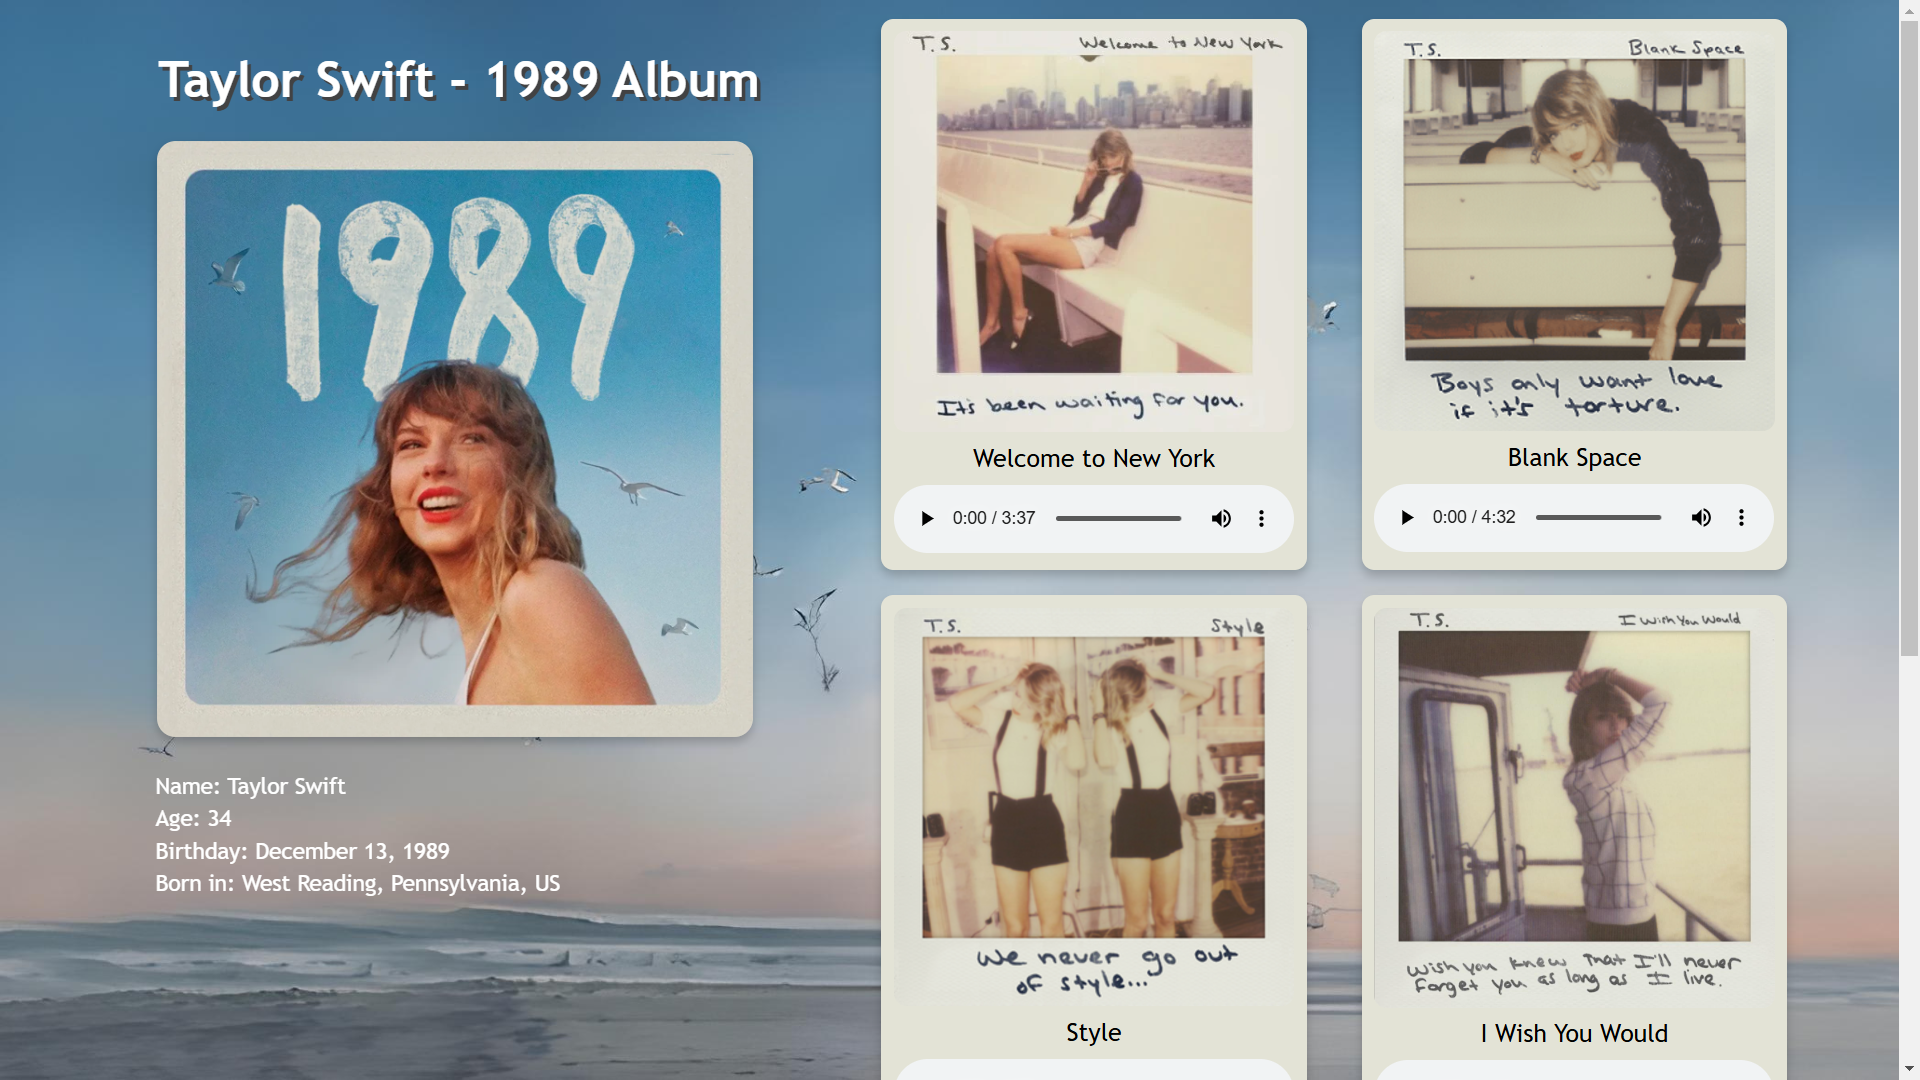 Taylor Swift - 1989 Album
1989
Name: Taylor Swift
Age: 34
Birthday: December 13, 1989
Born in: West Reading, Pennsylvania, US
T.S. Welcome to New York
It's been waiting for you.
Welcome to New York
0:00 / 3:37
T.S. Blank Space
Boys only want love
if it's torture.
Blank Space
0:00 / 4:32
T.S. Style
We never go out
of style...
Style
T.S. I Wish You Would
Wish you knew that I'll never
forget you as long as I live.
I Wish You Would